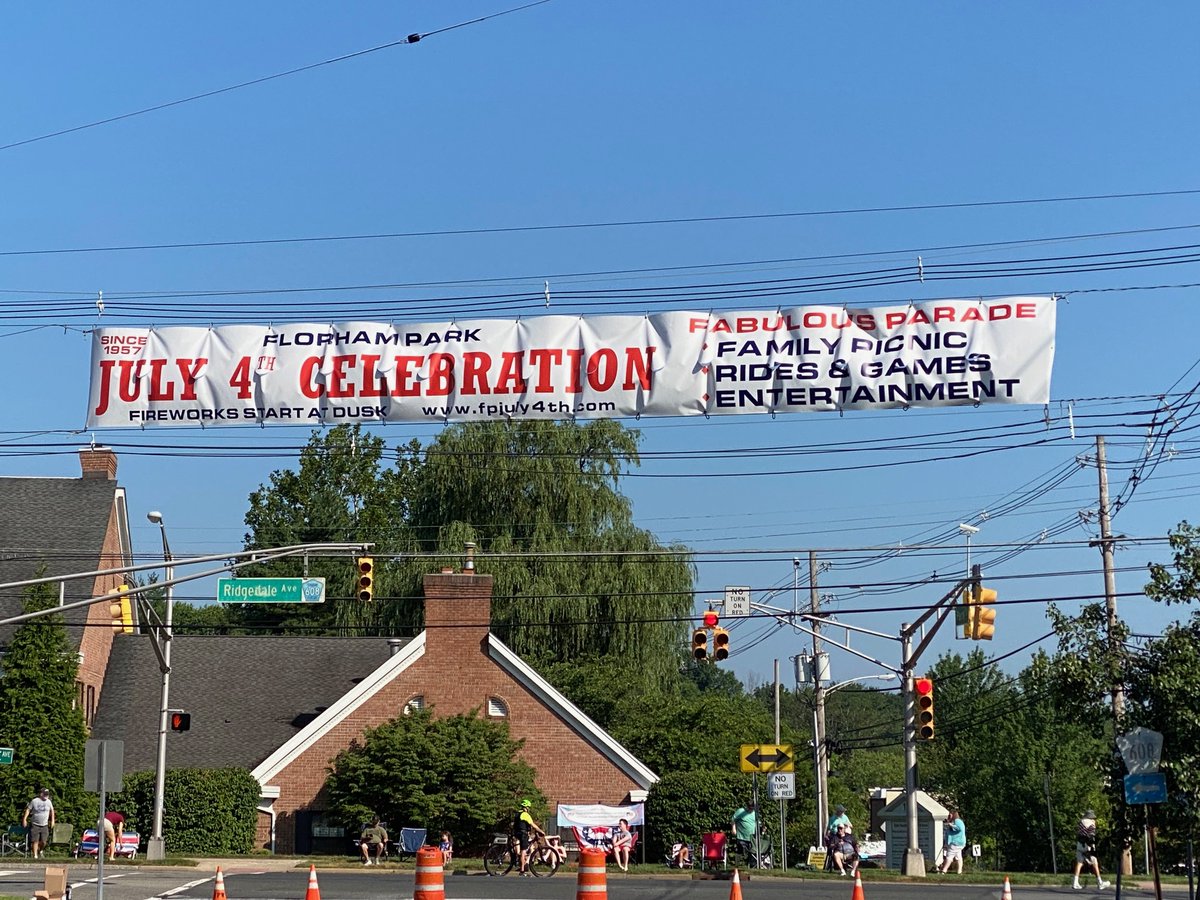 SINCE
1957
FLORHAM PARK
JULY 4TH CELEBRATION
FIREWORKS START AT DUSK www.fpjuly4th.com
FABULOUS PARADE
• FAMILY PICNIC
• RIDES & GAMES
• ENTERTAINMENT
Ridgedale Ave 608
NO
TURN
ON RED
NO
TURN
ON RED
608
AVE